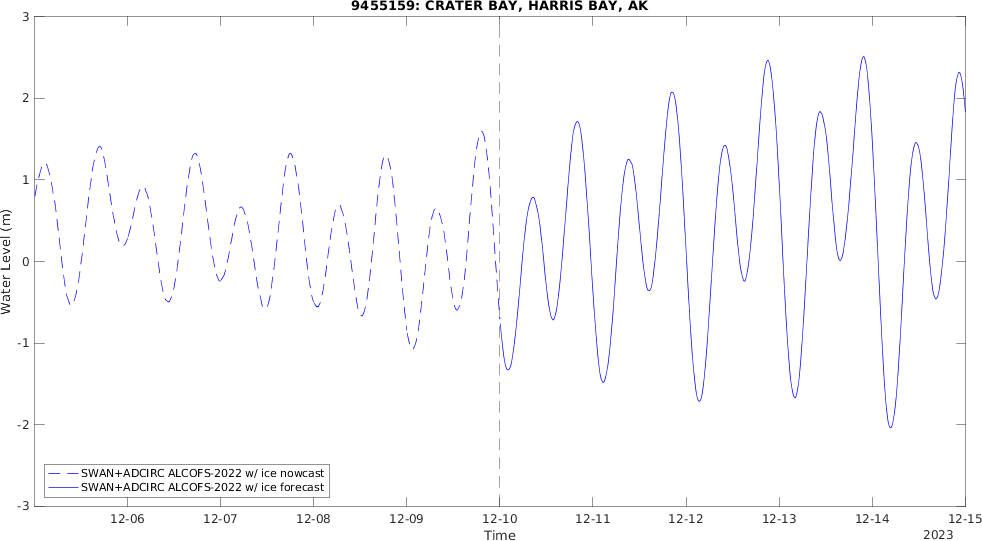 9455159: CRATER BAY, HARRIS BAY, AK
3
2
1
0
-1
-2
-3
Water Level (m)
SWAN+ADCIRC ALCOFS-2022 w/ ice nowcast
SWAN+ADCIRC ALCOFS-2022 w/ ice forecast
12-06 12-07 12-08 12-09 12-10 12-11 12-12 12-13 12-14 12-15
Time
2023